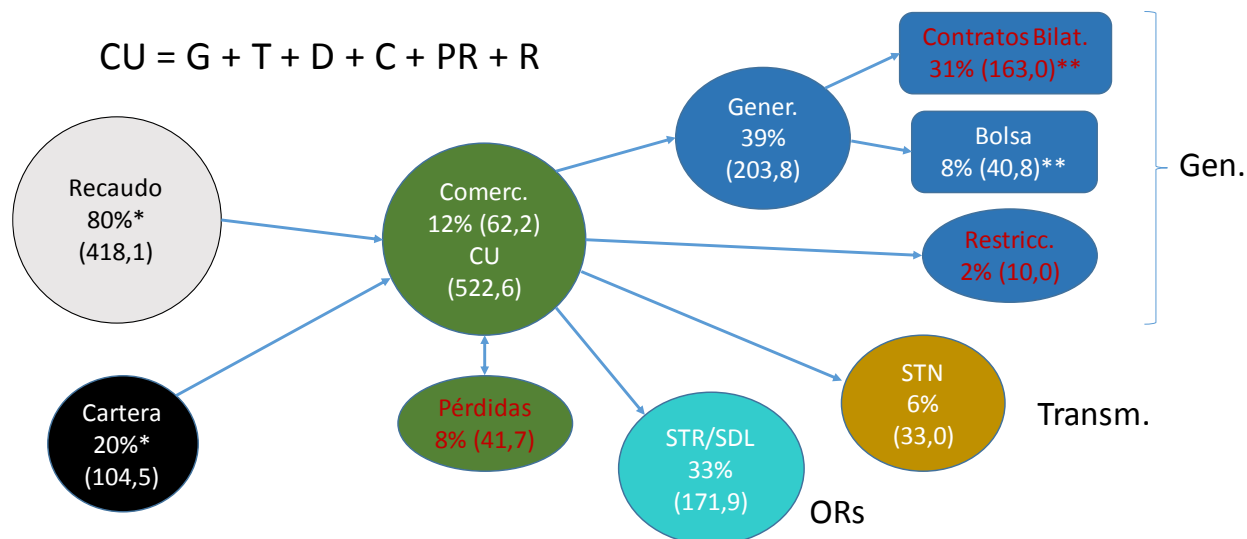 CU = G + T + D + C + PR + R
Recaudo
80%*
(418,1)
Cartera
20%*
(104,5)
Comerc.
12% (62,2)
CU
(522,6)
Pérdidas
8% (41,7)
Gener.
39%
(203,8)
Contratos Bilat.
31% (163,0)**
Bolsa
8% (40,8)**
Restricc.
2% (10,0)
Gen.
STN
6%
(33,0)
Transm.
STR/SDL
33%
(171,9)
ORs